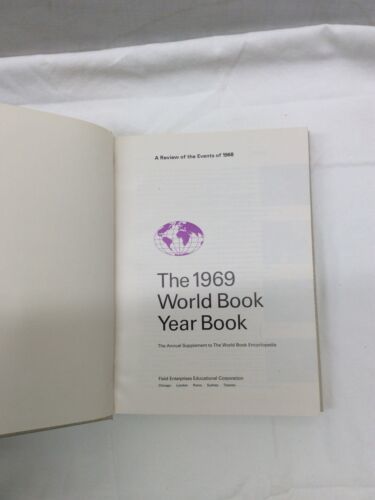 A Review of the Events of 1968
The 1969
World Book
Year Book
The Annual Supplement to The World Book Encyclopedia
Field Enterprises Educational Corporation
Chicago London Rome Sydney Toronto